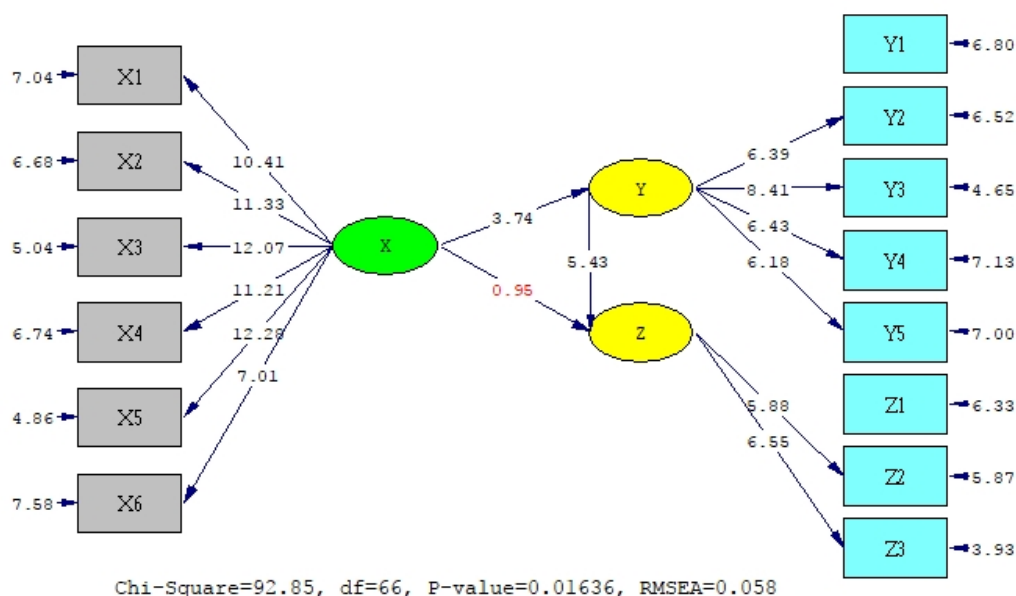 Y1
6.80
7.04
X1
Y2
6.52
10.41
6.39
6.68
X2
Y
8.41
Y3
4.65
11.33
3.74
6.43
5.04
X3
12.07
X
5.43
6.18
Y4
7.13
11.21
0.95
6.74
X4
12.28
Z
Y5
7.00
7.01
4.86
X5
5.88
Z1
6.33
6.55
7.58
X6
Z2
5.87
Z3
3.93
Chi-Square=92.85, df=66, P-value=0.01636, RMSEA=0.058